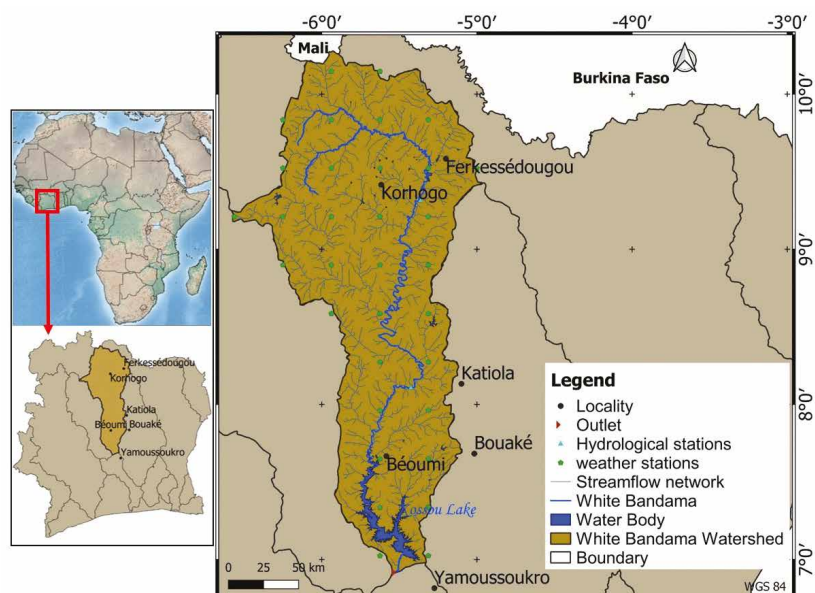 -6°0′ -5°0′ -4°0′ -3°0′
Mali
Burkina Faso
10°0′
Ferkessédougou
Korhogo
9°0′
Katiola
8°0′
Bouaké
Béoumi
Kossou Lake
7°0′
Yamoussoukro
0 25 50 km
WGS 84
Legend
Locality
Outlet
Hydrological stations
weather stations
Streamflow network
White Bandama
Water Body
White Bandama Watershed
Boundary
Ferkessédougou
Korhogo
Katiola
Béoumi Bouaké
Yamoussoukro